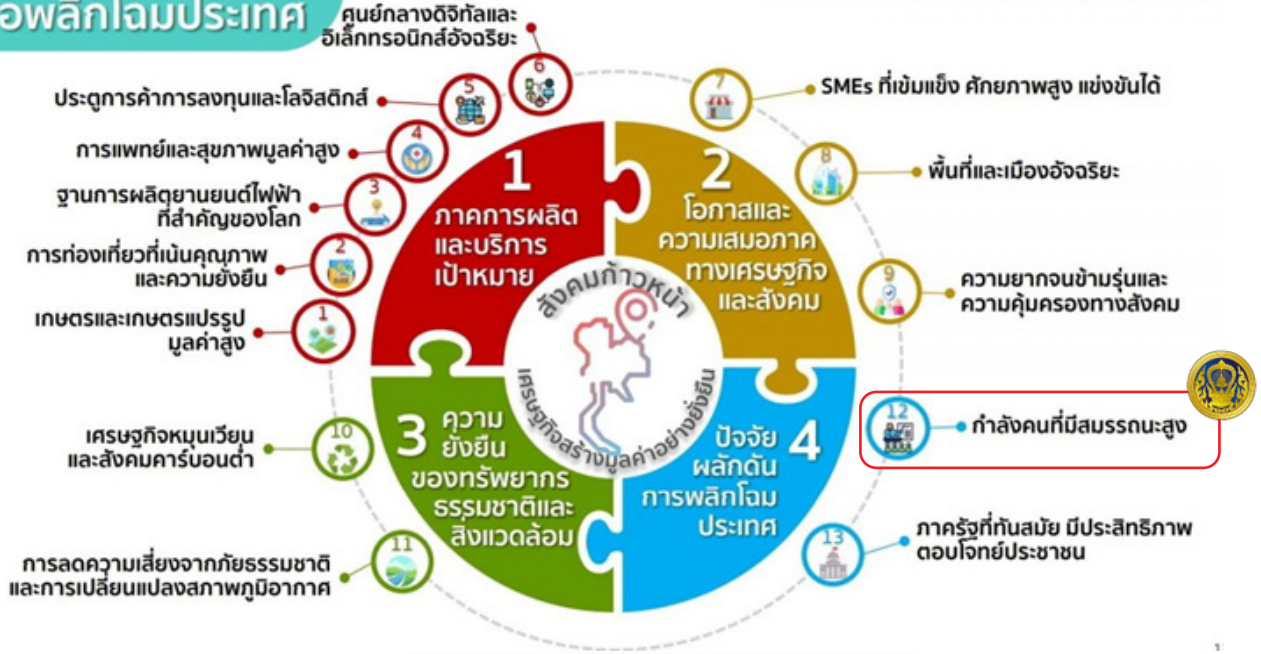 อพลิกโฉมประเทศ
ศูนย์กลางดิจิทัลและ
อิเล็กทรอนิกส์อัจฉริยะ
6
5
ประตูการค้าการลงทุนและโลจิสติกส์
4
การแพทย์และสุขภาพมูลค่าสูง
3
ฐานการผลิตยานยนต์ไฟฟ้า
ที่สำคัญของโลก
2
การท่องเที่ยวที่เน้นคุณภาพ
และความยั่งยืน
1
เกษตรและเกษตรแปรรูป
มูลค่าสูง
7
SMEs ที่เข้มแข็ง ศักยภาพสูง แข่งขันได้
8
พื้นที่และเมืองอัจฉริยะ
9
ความยากจนข้ามรุ่นและ
ความคุ้มครองทางสังคม
1
ภาคการผลิต
และบริการ
เป้าหมาย
2
โอกาสและ
ความเสมอภาค
ทางเศรษฐกิจ
และสังคม
สังคมก้าวหน้า
เศรษฐกิจสร้างมูลค่าอย่างยั่งยืน
3
ความ
ยั่งยืน
ของทรัพยากร
ธรรมชาติและ
สิ่งแวดล้อม
4
ปัจจัย
ผลักดัน
การพลิกโฉม
ประเทศ
10
เศรษฐกิจหมุนเวียน
และสังคมคาร์บอนต่ำ
11
การลดความเสี่ยงจากภัยธรรมชาติ
และการเปลี่ยนแปลงสภาพภูมิอากาศ
12
กำลังคนที่มีสมรรถนะสูง
13
ภาครัฐที่ทันสมัย มีประสิทธิภาพ
ตอบโจทย์ประชาชน